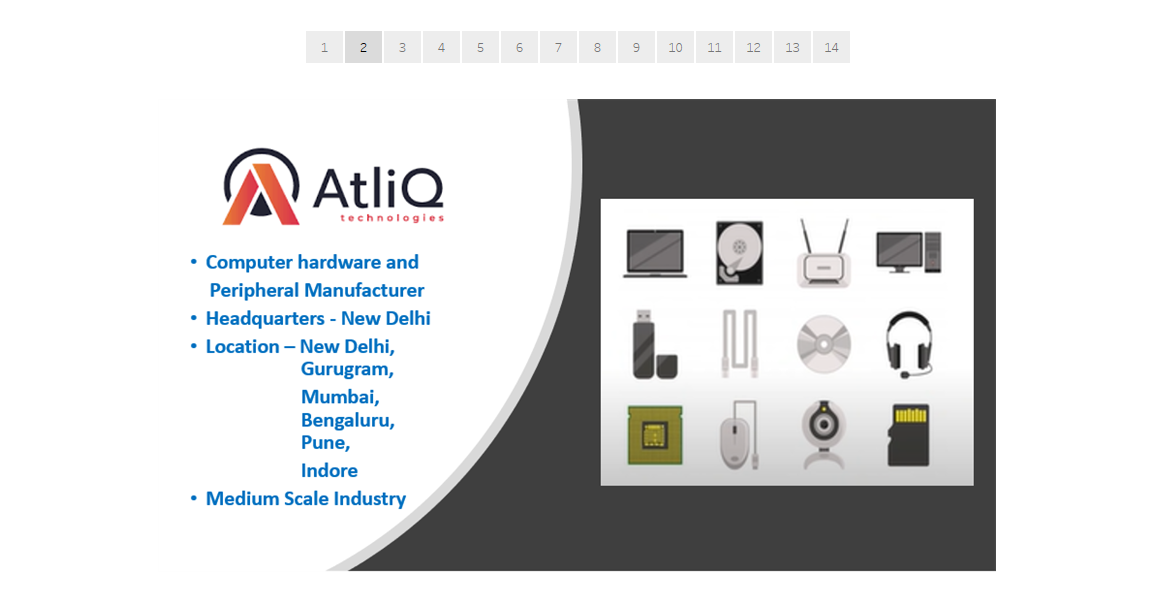 1 2 3 4 5 6 7 8 9 10 11 12 13 14
AtliQ
technologies
• Computer hardware and
Peripheral Manufacturer
• Headquarters - New Delhi
• Location – New Delhi,
Gurugram,
Mumbai,
Bengaluru,
Pune,
Indore
• Medium Scale Industry